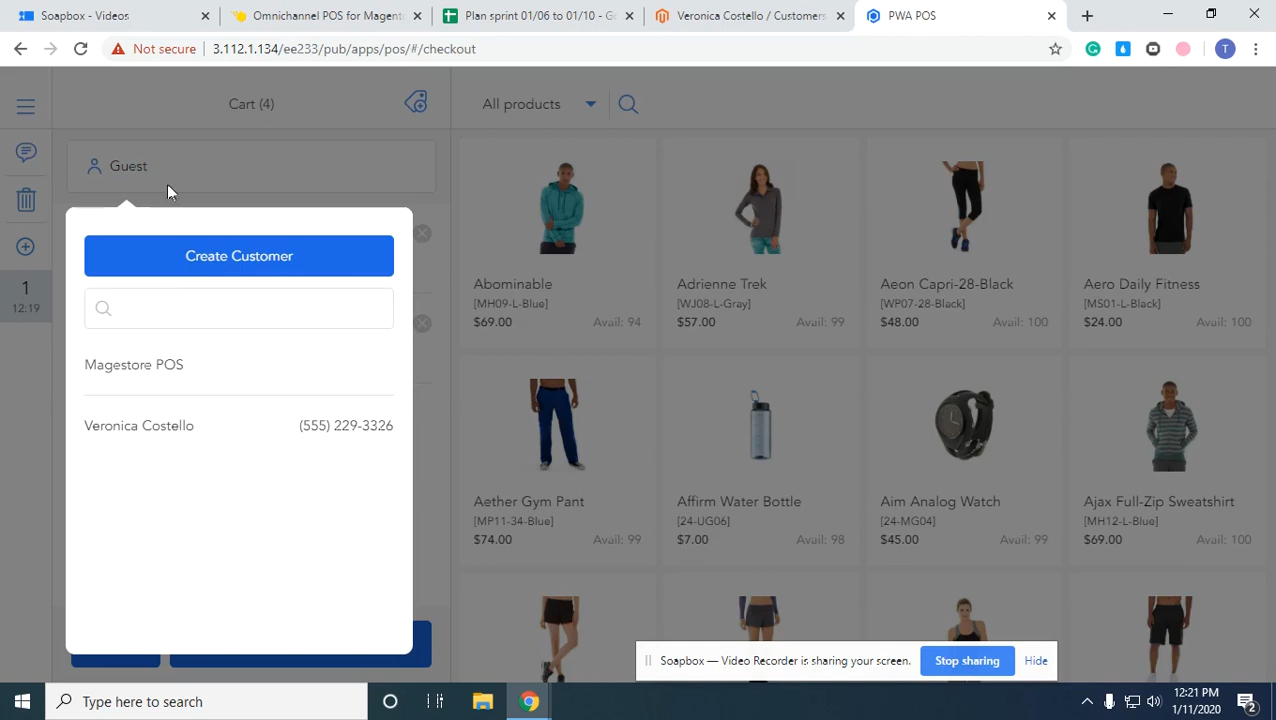 Soapbox - Videos
Omnichannel POS for Magent
Plan sprint 01/06 to 01/10 - G
Veronica Costello / Customers
PWA POS
Not secure
3.112.1.134/ee233/pub/apps/pos/#/checkout
T
Cart (4)
All products
Guest
Create Customer
Magestore POS
Veronica Costello (555) 229-3326
1
12:19
Abominable
[MH09-L-Blue]
$69.00 Avail: 94
Adrienne Trek
[WJ08-L-Gray]
$57.00 Avail: 99
Aeon Capri-28-Black
[WP07-28-Black]
$48.00 Avail: 100
Aero Daily Fitness
[MS01-L-Black]
$24.00 Avail: 100
Aether Gym Pant
[MP11-34-Blue]
$74.00 Avail: 99
Affirm Water Bottle
[24-UG06]
$7.00 Avail: 98
Aim Analog Watch
[24-MG04]
$45.00 Avail: 99
Ajax Full-Zip Sweatshirt
[MH12-L-Blue]
$69.00 Avail: 100
Soapbox — Video Recorder is sharing your screen.
Stop sharing
Hide
Type here to search
12:21 PM
1/11/2020
2